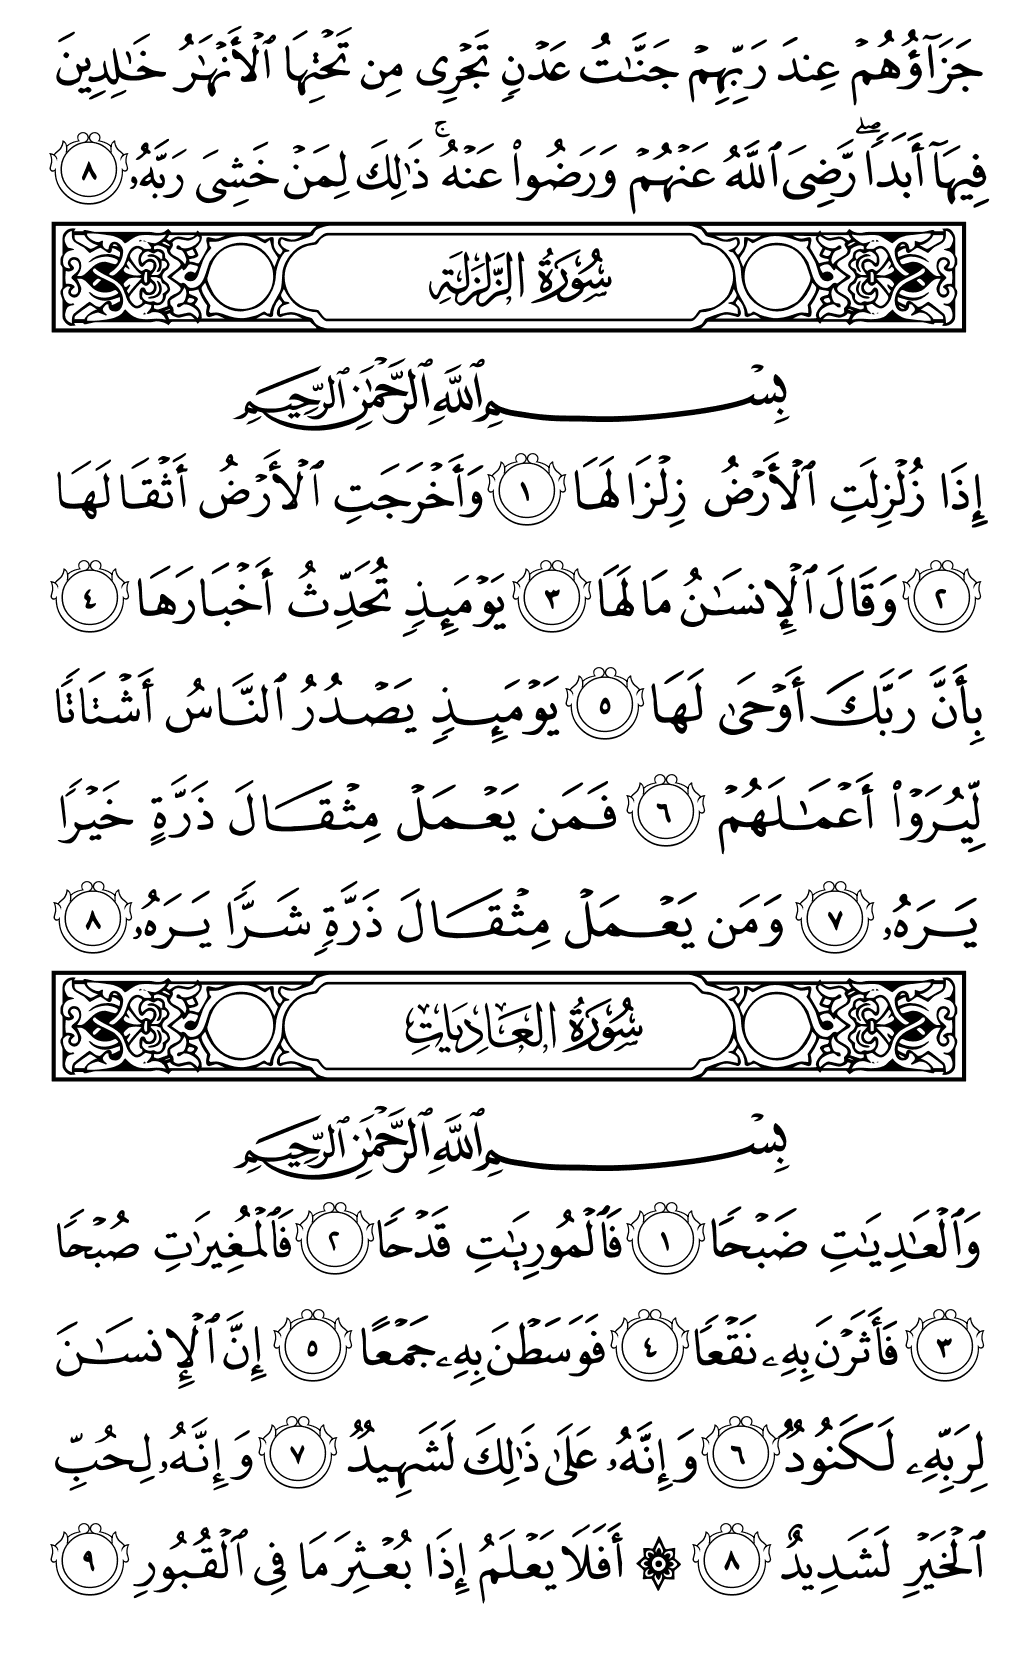 جَزَآؤُهُمۡ عِندَ رَبِّهِمۡ جَنَّـٰتُ عَدۡنٍ تَجۡرِى مِن تَحۡتِهَا ٱلۡأَنۡهَـٰرُ خَـٰلِدِينَ
فِيهَآ أَبَدًاۖ رَّضِىَ ٱللَّهُ عَنۡهُمۡ وَرَضُوا۟ عَنۡهُۚ ذَٰلِكَ لِمَنۡ خَشِىَ رَبَّهُۥ ٨
سُورَةُ الزَّلۡزَلَةِ
بِسۡمِ ٱللَّهِ ٱلرَّحۡمَـٰنِ ٱلرَّحِيمِ
إِذَا زُلۡزِلَتِ ٱلۡأَرۡضُ زِلۡزَالَهَا ١ وَأَخۡرَجَتِ ٱلۡأَرۡضُ أَثۡقَالَهَا
٢ وَقَالَ ٱلۡإِنسَـٰنُ مَا لَهَا ٣ يَوۡمَئِذٍ تُحَدِّثُ أَخۡبَارَهَا ٤
بِأَنَّ رَبَّكَ أَوۡحَىٰ لَهَا ٥ يَوۡمَئِذٍ يَصۡدُرُ ٱلنَّاسُ أَشۡتَاتًا
لِّيُرَوۡا۟ أَعۡمَـٰلَهُمۡ ٦ فَمَن يَعۡمَلۡ مِثۡقَالَ ذَرَّةٍ خَيۡرًا
يَرَهُۥ ٧ وَمَن يَعۡمَلۡ مِثۡقَالَ ذَرَّةٍ شَرًّا يَرَهُۥ ٨
سُورَةُ العَادِيَاتِ
بِسۡمِ ٱللَّهِ ٱلرَّحۡمَـٰنِ ٱلرَّحِيمِ
وَٱلۡعَـٰدِيَـٰتِ ضَبۡحًا ١ فَٱلۡمُورِيَـٰتِ قَدۡحًا ٢ فَٱلۡمُغِيرَٰتِ صُبۡحًا
٣ فَأَثَرۡنَ بِهِۦ نَقۡعًا ٤ فَوَسَطۡنَ بِهِۦ جَمۡعًا ٥ إِنَّ ٱلۡإِنسَـٰنَ
لِرَبِّهِۦ لَكَنُودٌ ٦ وَإِنَّهُۥ عَلَىٰ ذَٰلِكَ لَشَهِيدٌ ٧ وَإِنَّهُۥ لِحُبِّ
ٱلۡخَيۡرِ لَشَدِيدٌ ٨ ۞ أَفَلَا يَعۡلَمُ إِذَا بُعۡثِرَ مَا فِى ٱلۡقُبُورِ ٩